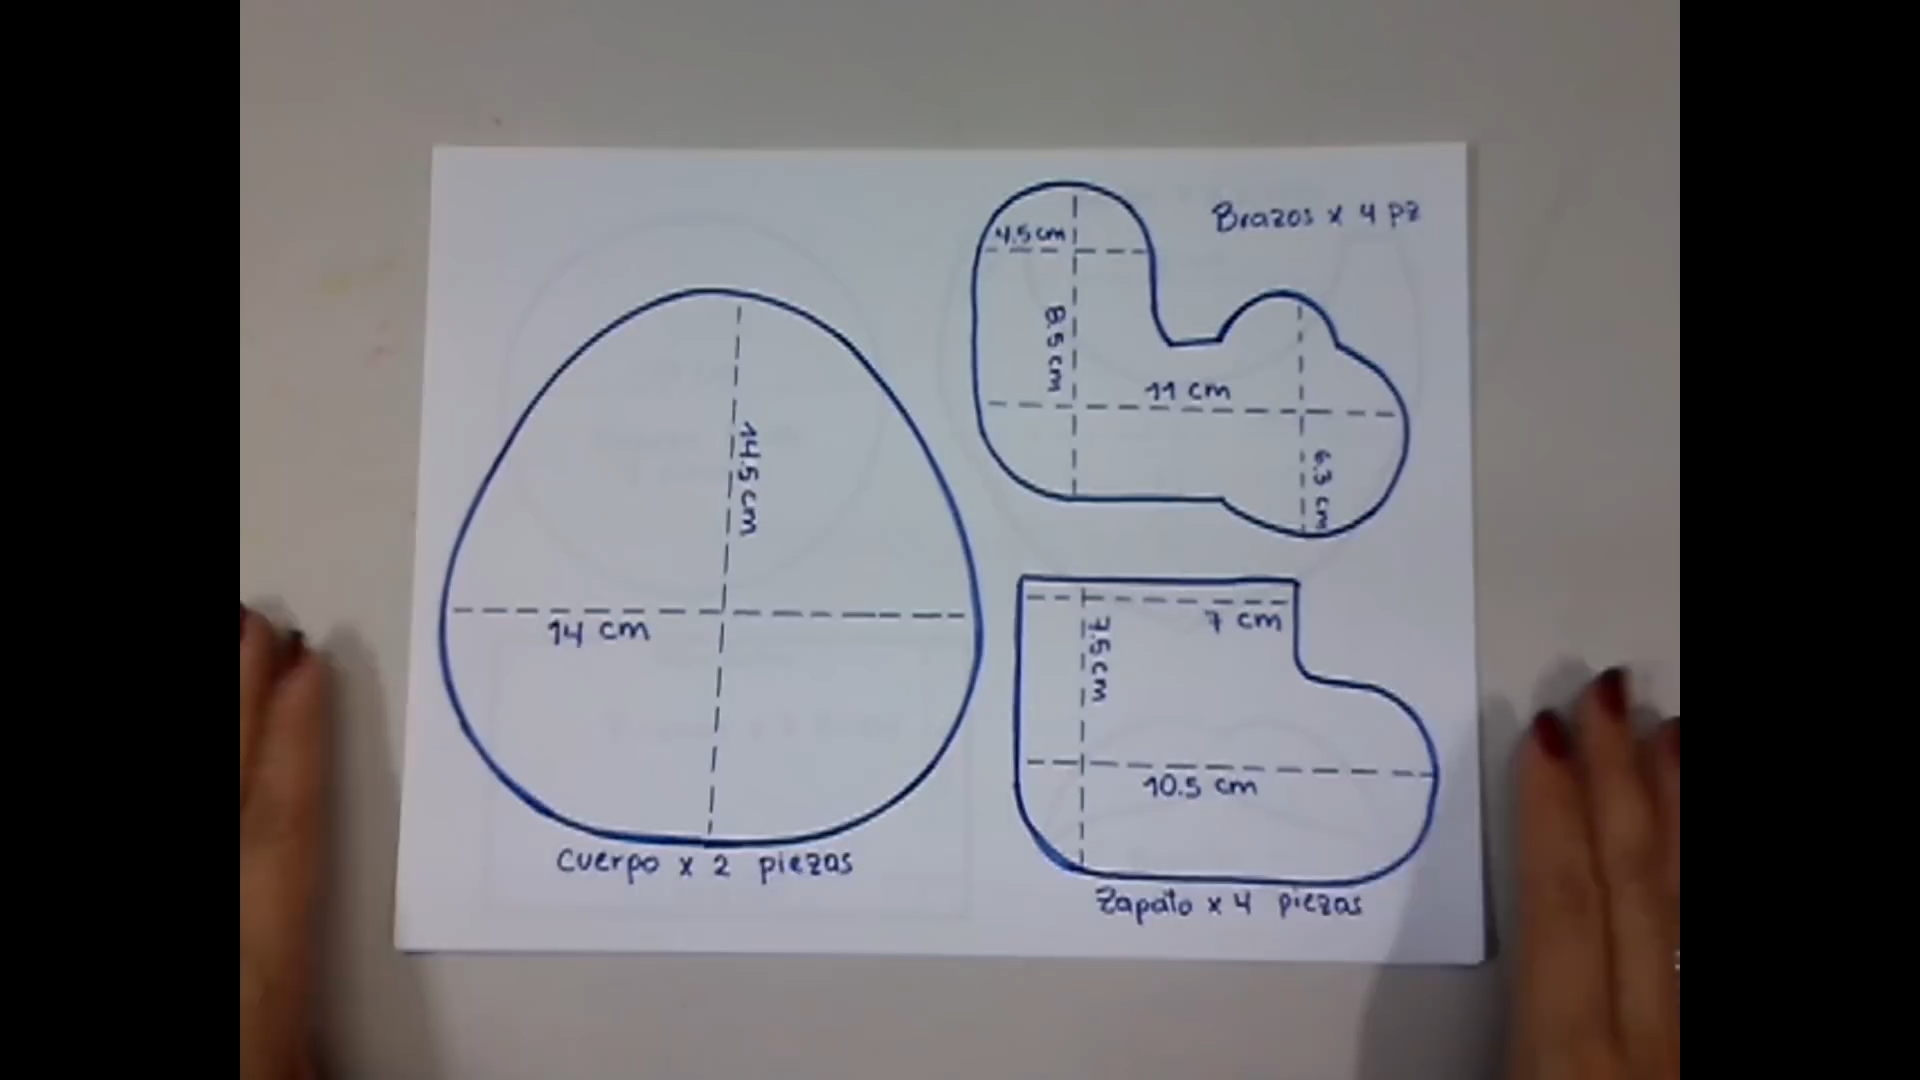 14.5 cm
14 cm
Cuerpo x 2 piezas
Brazos x 4 pz
4.5 cm
8.5 cm
11 cm
6.3 cm
7 cm
7.5 cm
10.5 cm
Zapato x 4 piezas